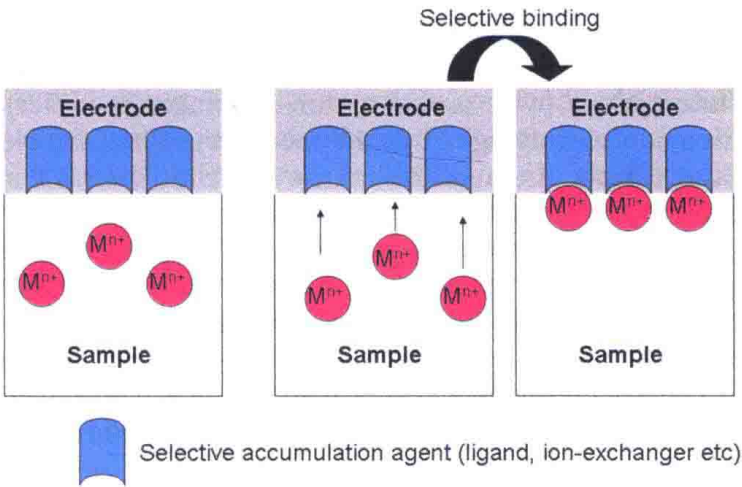 Selective binding
Electrode
Electrode
Electrode
Mn+
Mn+
Mn+
Mn+
Mn+
Mn+
Mn+ Mn+ Mn+
Sample
Sample
Sample
Selective accumulation agent (ligand, ion-exchanger etc)